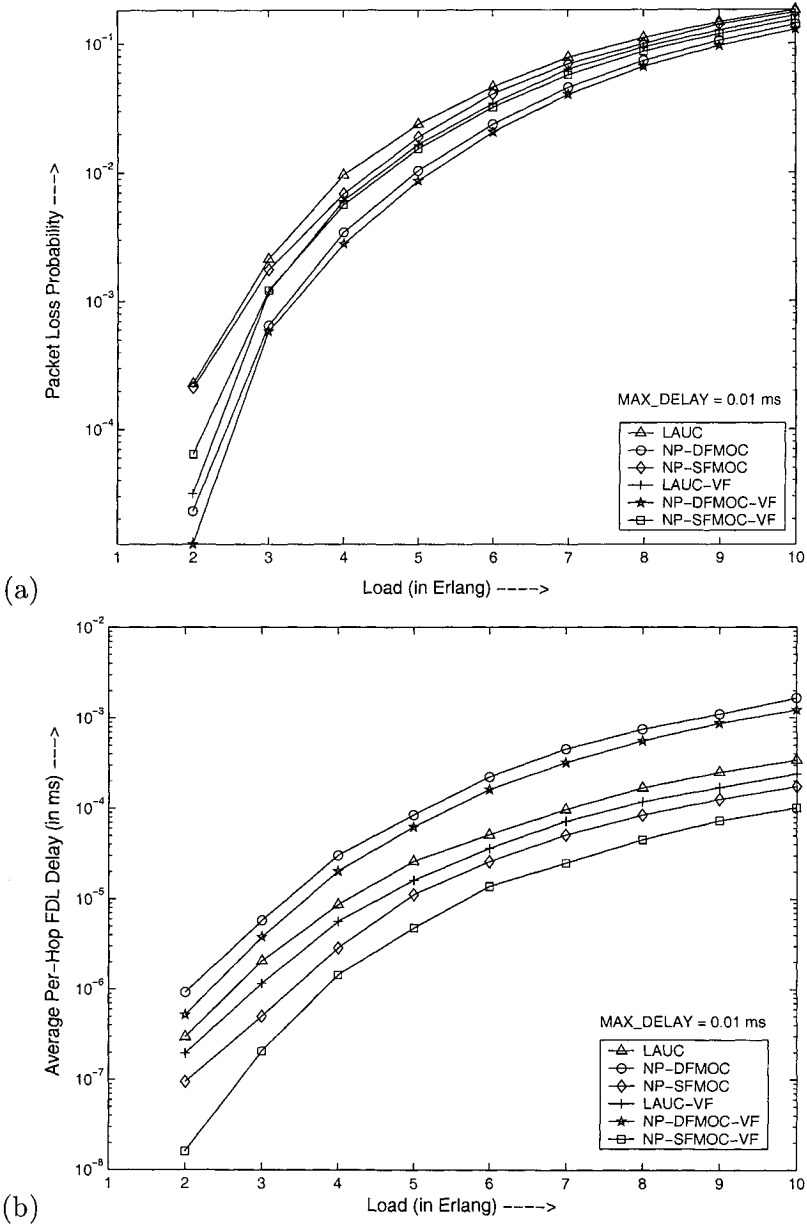 10⁻¹
10⁻²
10⁻³
10⁻⁴
Packet Loss Probability ---->
MAX_DELAY = 0.01 ms
LAUC
NP-DFMOC
NP-SFMOC
LAUC-VF
NP-DFMOC-VF
NP-SFMOC-VF
1 2 3 4 5 6 7 8 9 10
Load (in Erlang) ---->
(a)
10⁻²
10⁻³
10⁻⁴
10⁻⁵
10⁻⁶
10⁻⁷
10⁻⁸
Average Per-Hop FDL Delay (in ms) ---->
MAX_DELAY = 0.01 ms
LAUC
NP-DFMOC
NP-SFMOC
LAUC-VF
NP-DFMOC-VF
NP-SFMOC-VF
1 2 3 4 5 6 7 8 9 10
Load (in Erlang) ---->
(b)